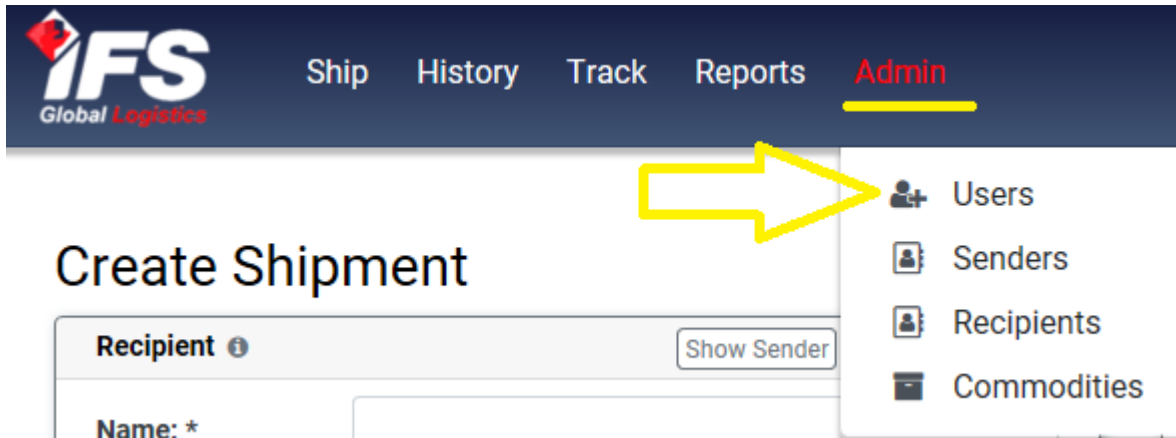 iFS
Global Logistics
Ship History Track Reports Admin
Users
Senders
Recipients
Commodities
Create Shipment
Recipient
Show Sender
Name: *